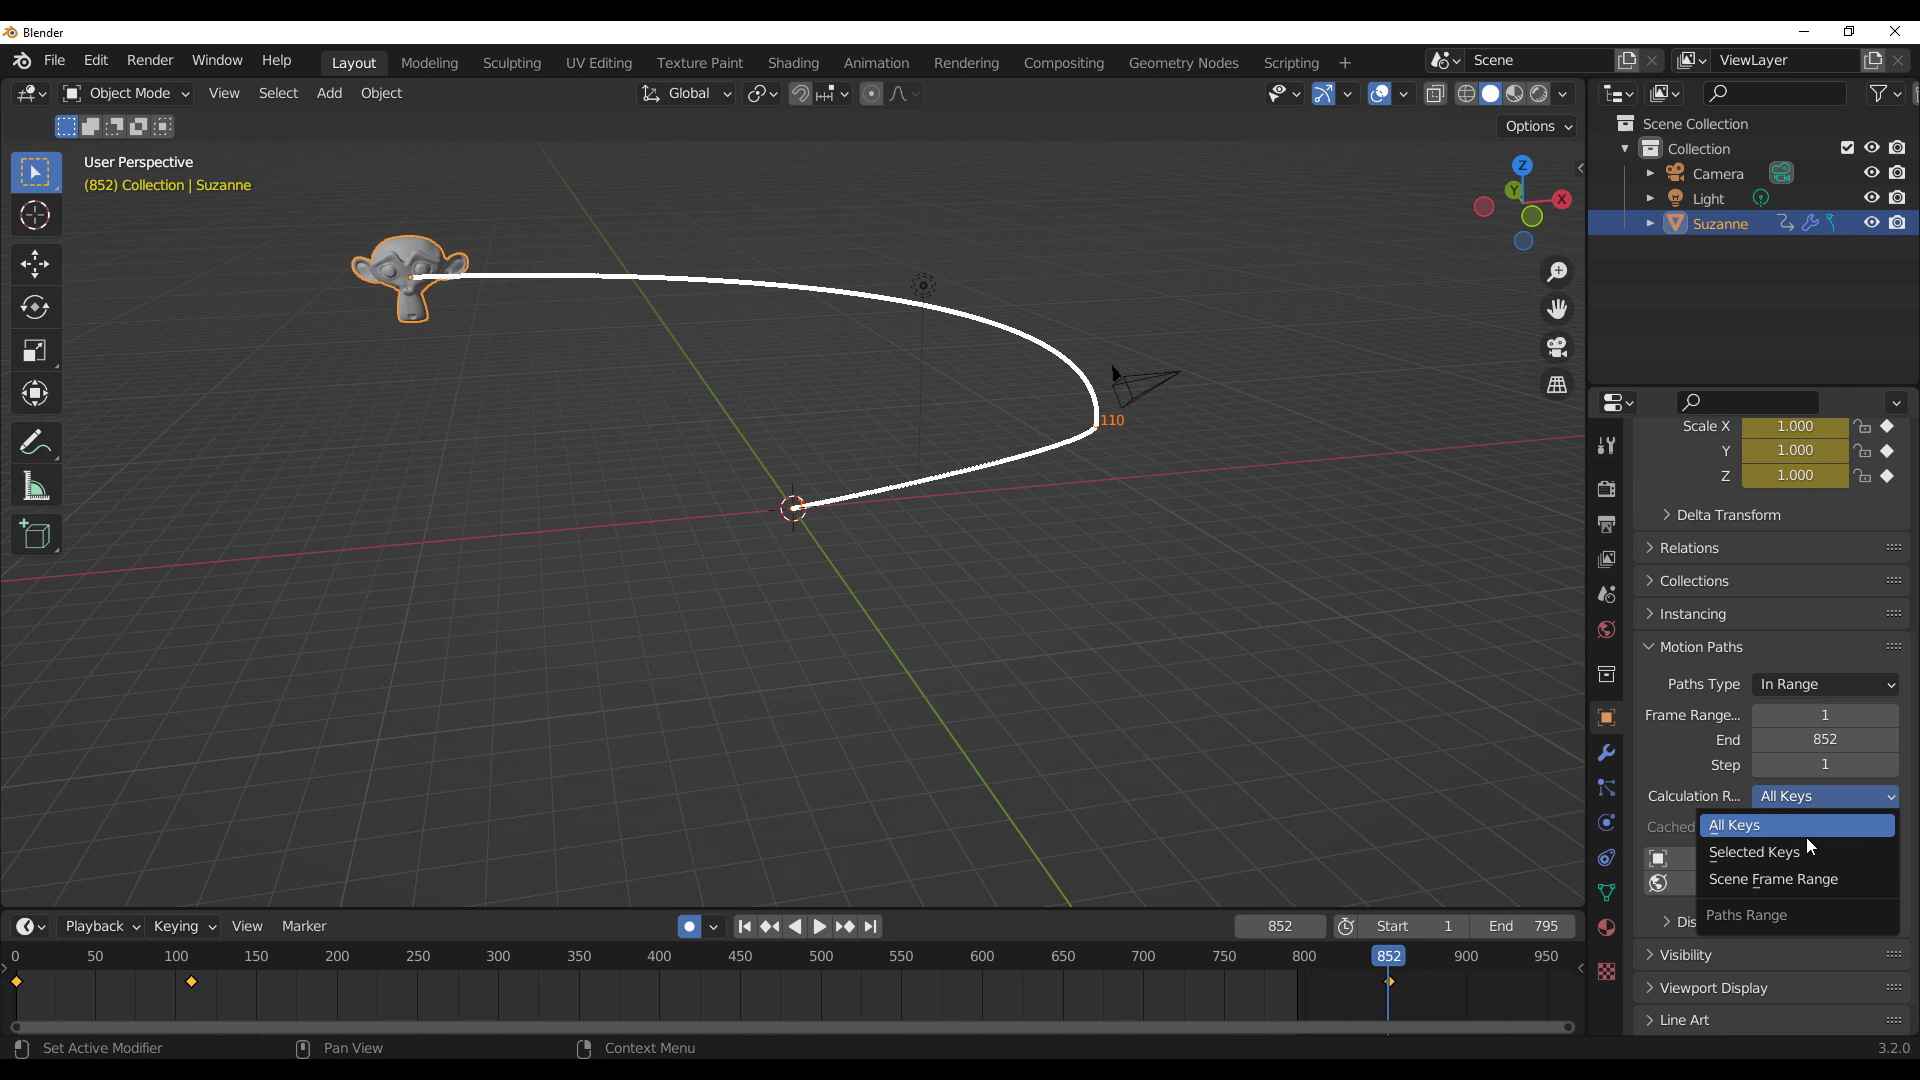 Blender
File Edit Render Window Help Layout Modeling Sculpting UV Editing Texture Paint Shading Animation Rendering Compositing Geometry Nodes Scripting + Scene ViewLayer
Object Mode View Select Add Object Global
Options
User Perspective
(852) Collection | Suzanne
Z
Y
X
110
Scene Collection
Collection
Camera
Light
Suzanne
Scale X 1.000
Y 1.000
Z 1.000
Delta Transform
Relations
Collections
Instancing
Motion Paths
Paths Type In Range
Frame Range... 1
End 852
Step 1
Calculation R... All Keys
Cached
All Keys
Selected Keys
Scene Frame Range
Paths Range
Dis
Visibility
Viewport Display
Line Art
Playback Keying View Marker 852 Start 1 End 795
0 50 100 150 200 250 300 350 400 450 500 550 600 650 700 750 800 852 900 950
Set Active Modifier Pan View Context Menu 3.2.0